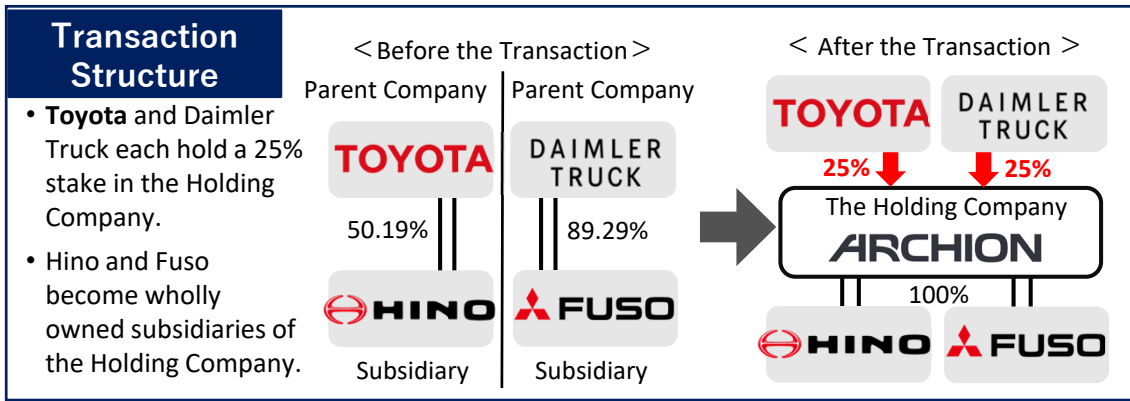 Transaction
Structure
• Toyota and Daimler
Truck each hold a 25%
stake in the Holding
Company.
• Hino and Fuso
become wholly
owned subsidiaries of
the Holding Company.
＜Before the Transaction＞
Parent Company
Parent Company
TOYOTA
DAIMLER
TRUCK
50.19%
89.29%
HINO
FUSO
Subsidiary
Subsidiary
＜ After the Transaction ＞
TOYOTA
DAIMLER
TRUCK
25%
25%
The Holding Company
ARCHION
100%
HINO
FUSO